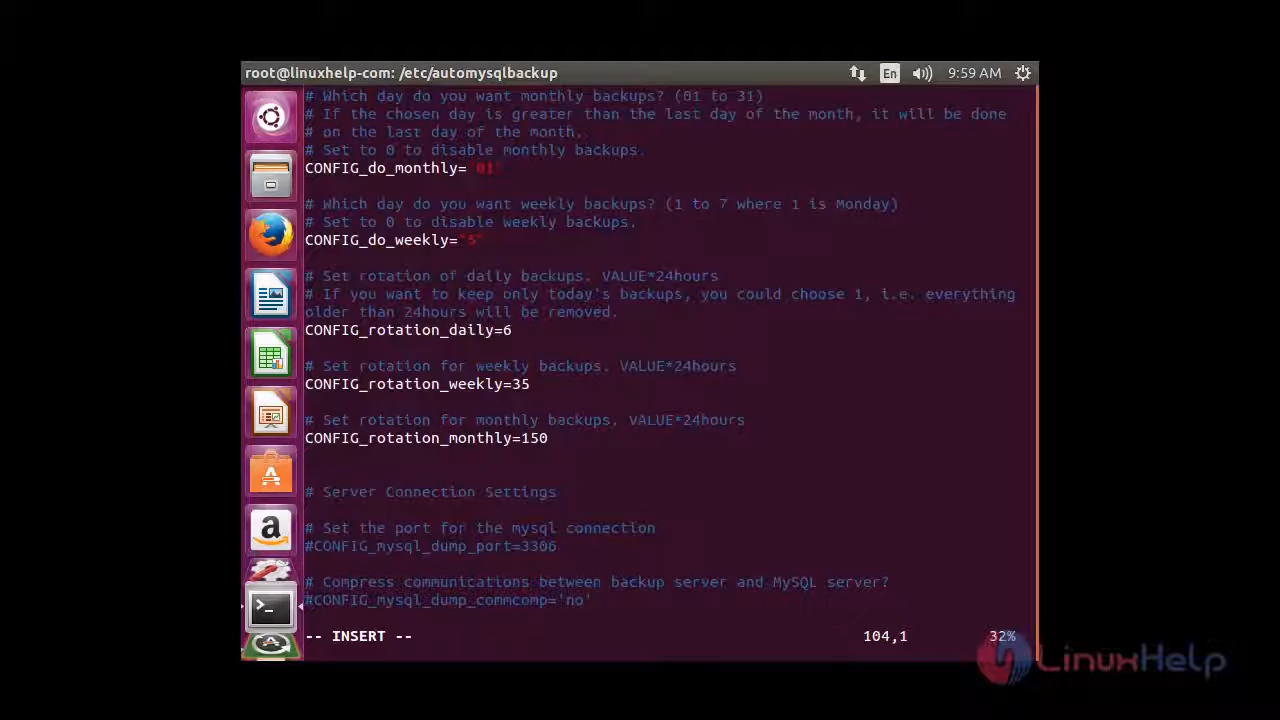 root@linuxhelp-com: /etc/automysqlbackup
En
9:59 AM
# Which day do you want monthly backups? (01 to 31)
# If the chosen day is greater than the last day of the month, it will be done
# on the last day of the month.
# Set to 0 to disable monthly backups.
CONFIG_do_monthly="01"
# Which day do you want weekly backups? (1 to 7 where 1 is Monday)
# Set to 0 to disable weekly backups.
CONFIG_do_weekly="5"
# Set rotation of daily backups. VALUE*24hours
# If you want to keep only today's backups, you could choose 1, i.e. everything
older than 24hours will be removed.
CONFIG_rotation_daily=6
# Set rotation for weekly backups. VALUE*24hours
CONFIG_rotation_weekly=35
# Set rotation for monthly backups. VALUE*24hours
CONFIG_rotation_monthly=150
# Server Connection Settings
# Set the port for the mysql connection
#CONFIG_mysql_dump_port=3306
# Compress communications between backup server and MySQL server?
#CONFIG_mysql_dump_commcomp='no'
-- INSERT --
104,1
32%
LinuxHelp